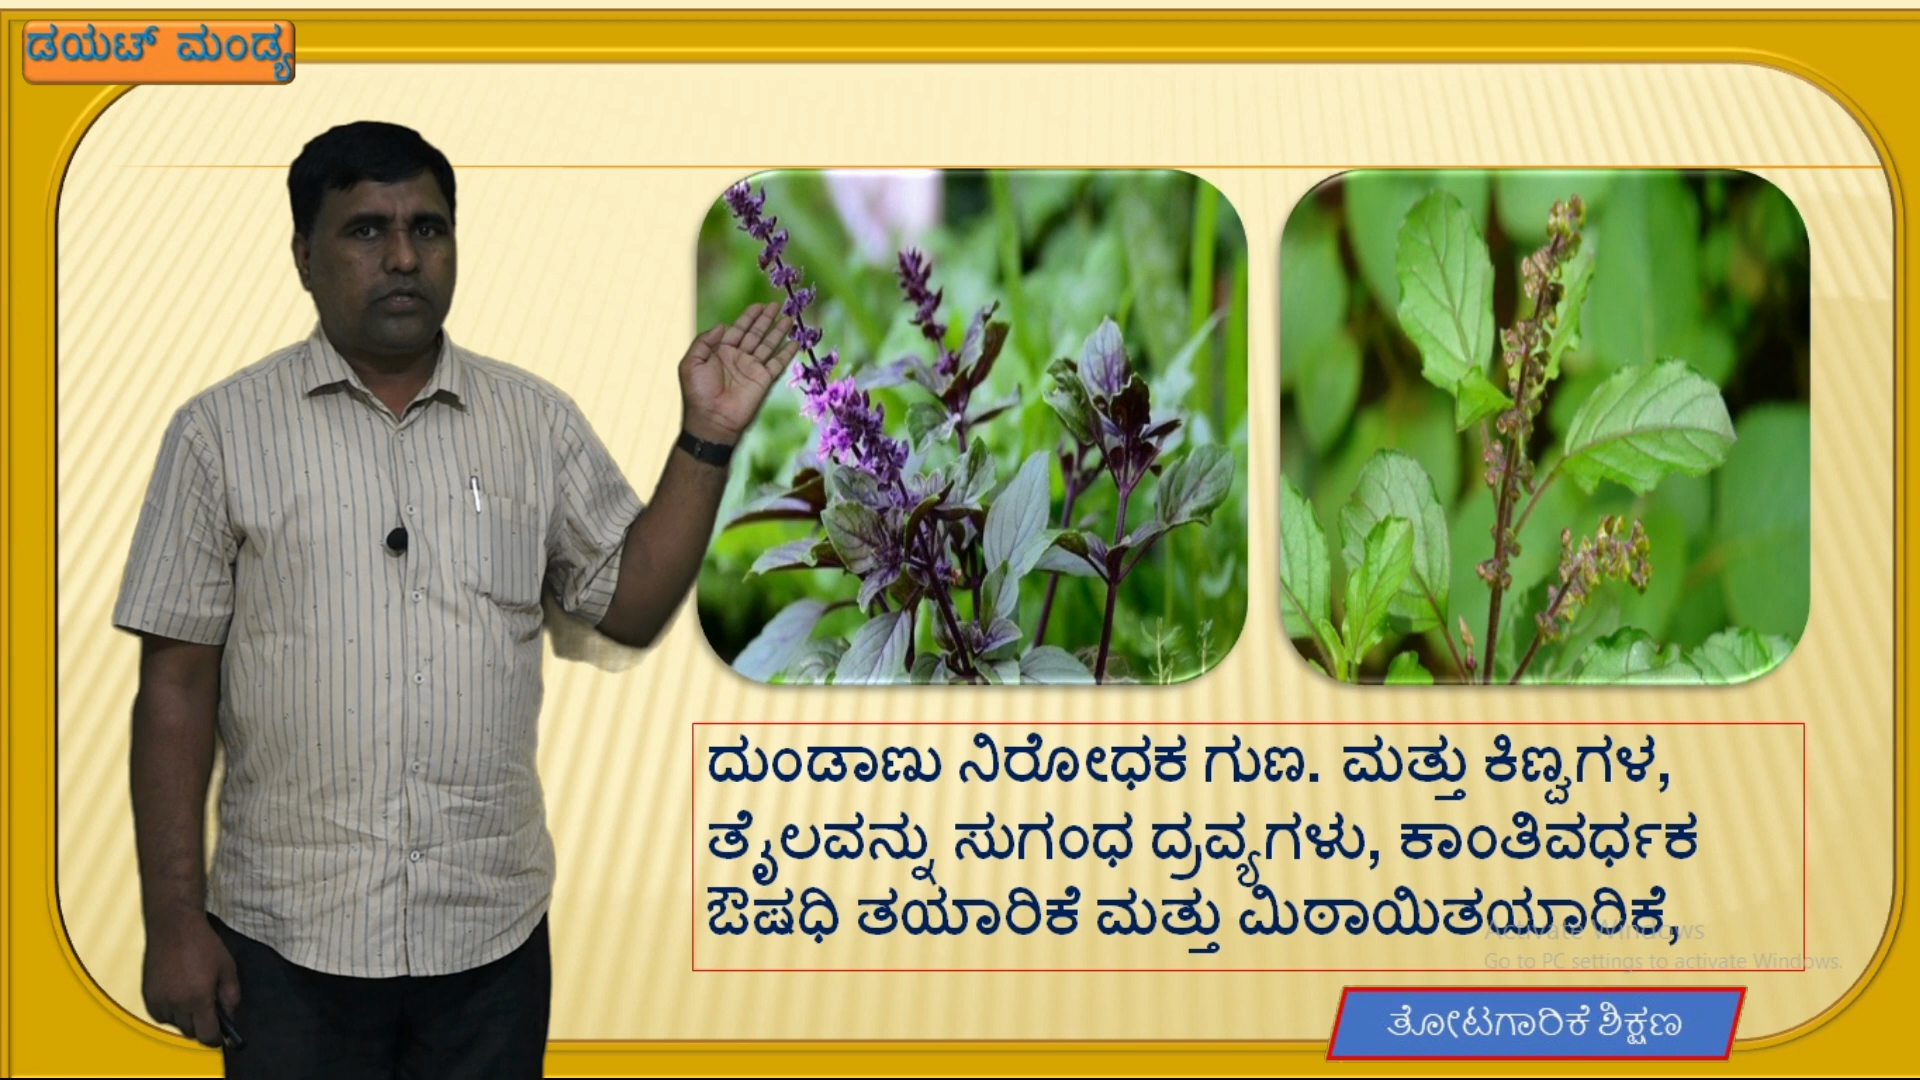 ಡಯಟ್ ಮಂಡ್ಯ
ದುಂಡಾಣು ನಿರೋಧಕ ಗುಣ. ಮತ್ತು ಕಿಣ್ವಗಳ,
ತೈಲವನ್ನು ಸುಗಂಧ ದ್ರವ್ಯಗಳು, ಕಾಂತಿವರ್ಧಕ
ಔಷಧಿ ತಯಾರಿಕೆ ಮತ್ತು ಮಿಠಾಯಿತಯಾರಿಕೆ,
Activate Windows
Go to PC settings to activate Windows.
ತೋಟಗಾರಿಕೆ ಶಿಕ್ಷಣ